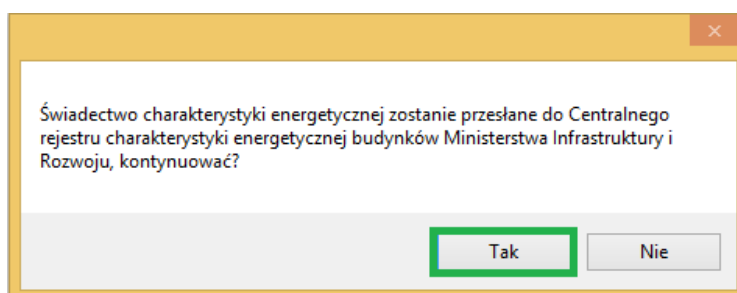 Świadectwo charakterystyki energetycznej zostanie przesłane do Centralnego
rejestru charakterystyki energetycznej budynków Ministerstwa Infrastruktury i
Rozwoju, kontynuować?
Tak
Nie